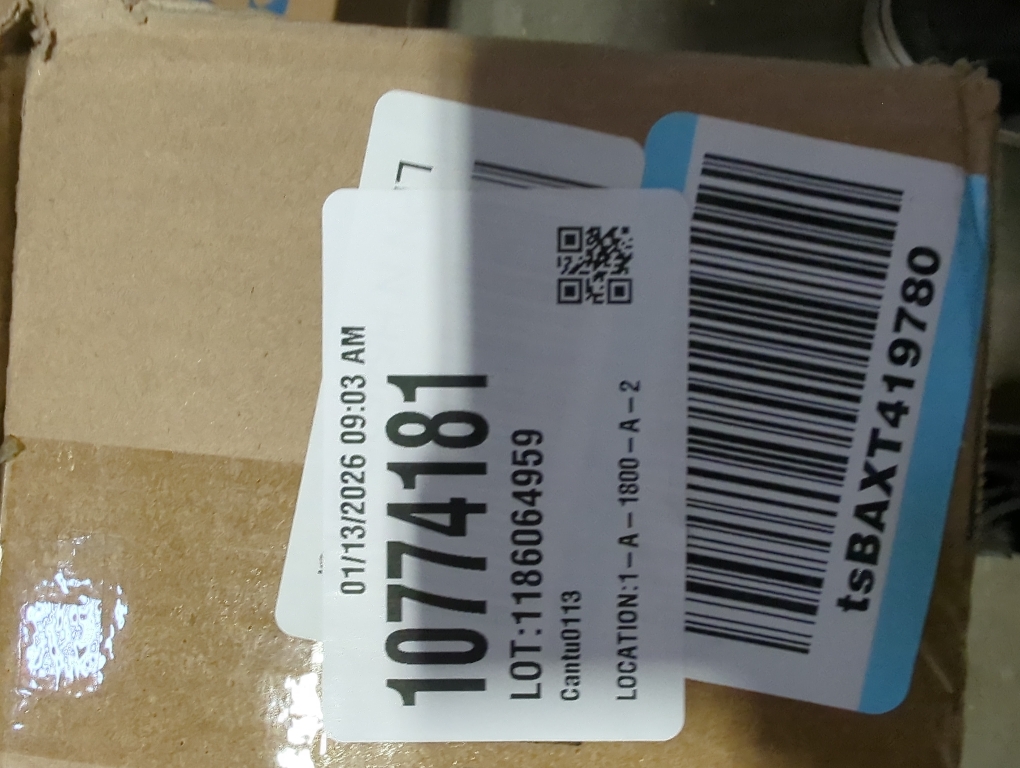 01/13/2026 09:03 AM
10774181
LOT:1186064959
Cantu0113
LOCATION:1-A-1800-A-2
tsBAXT419780